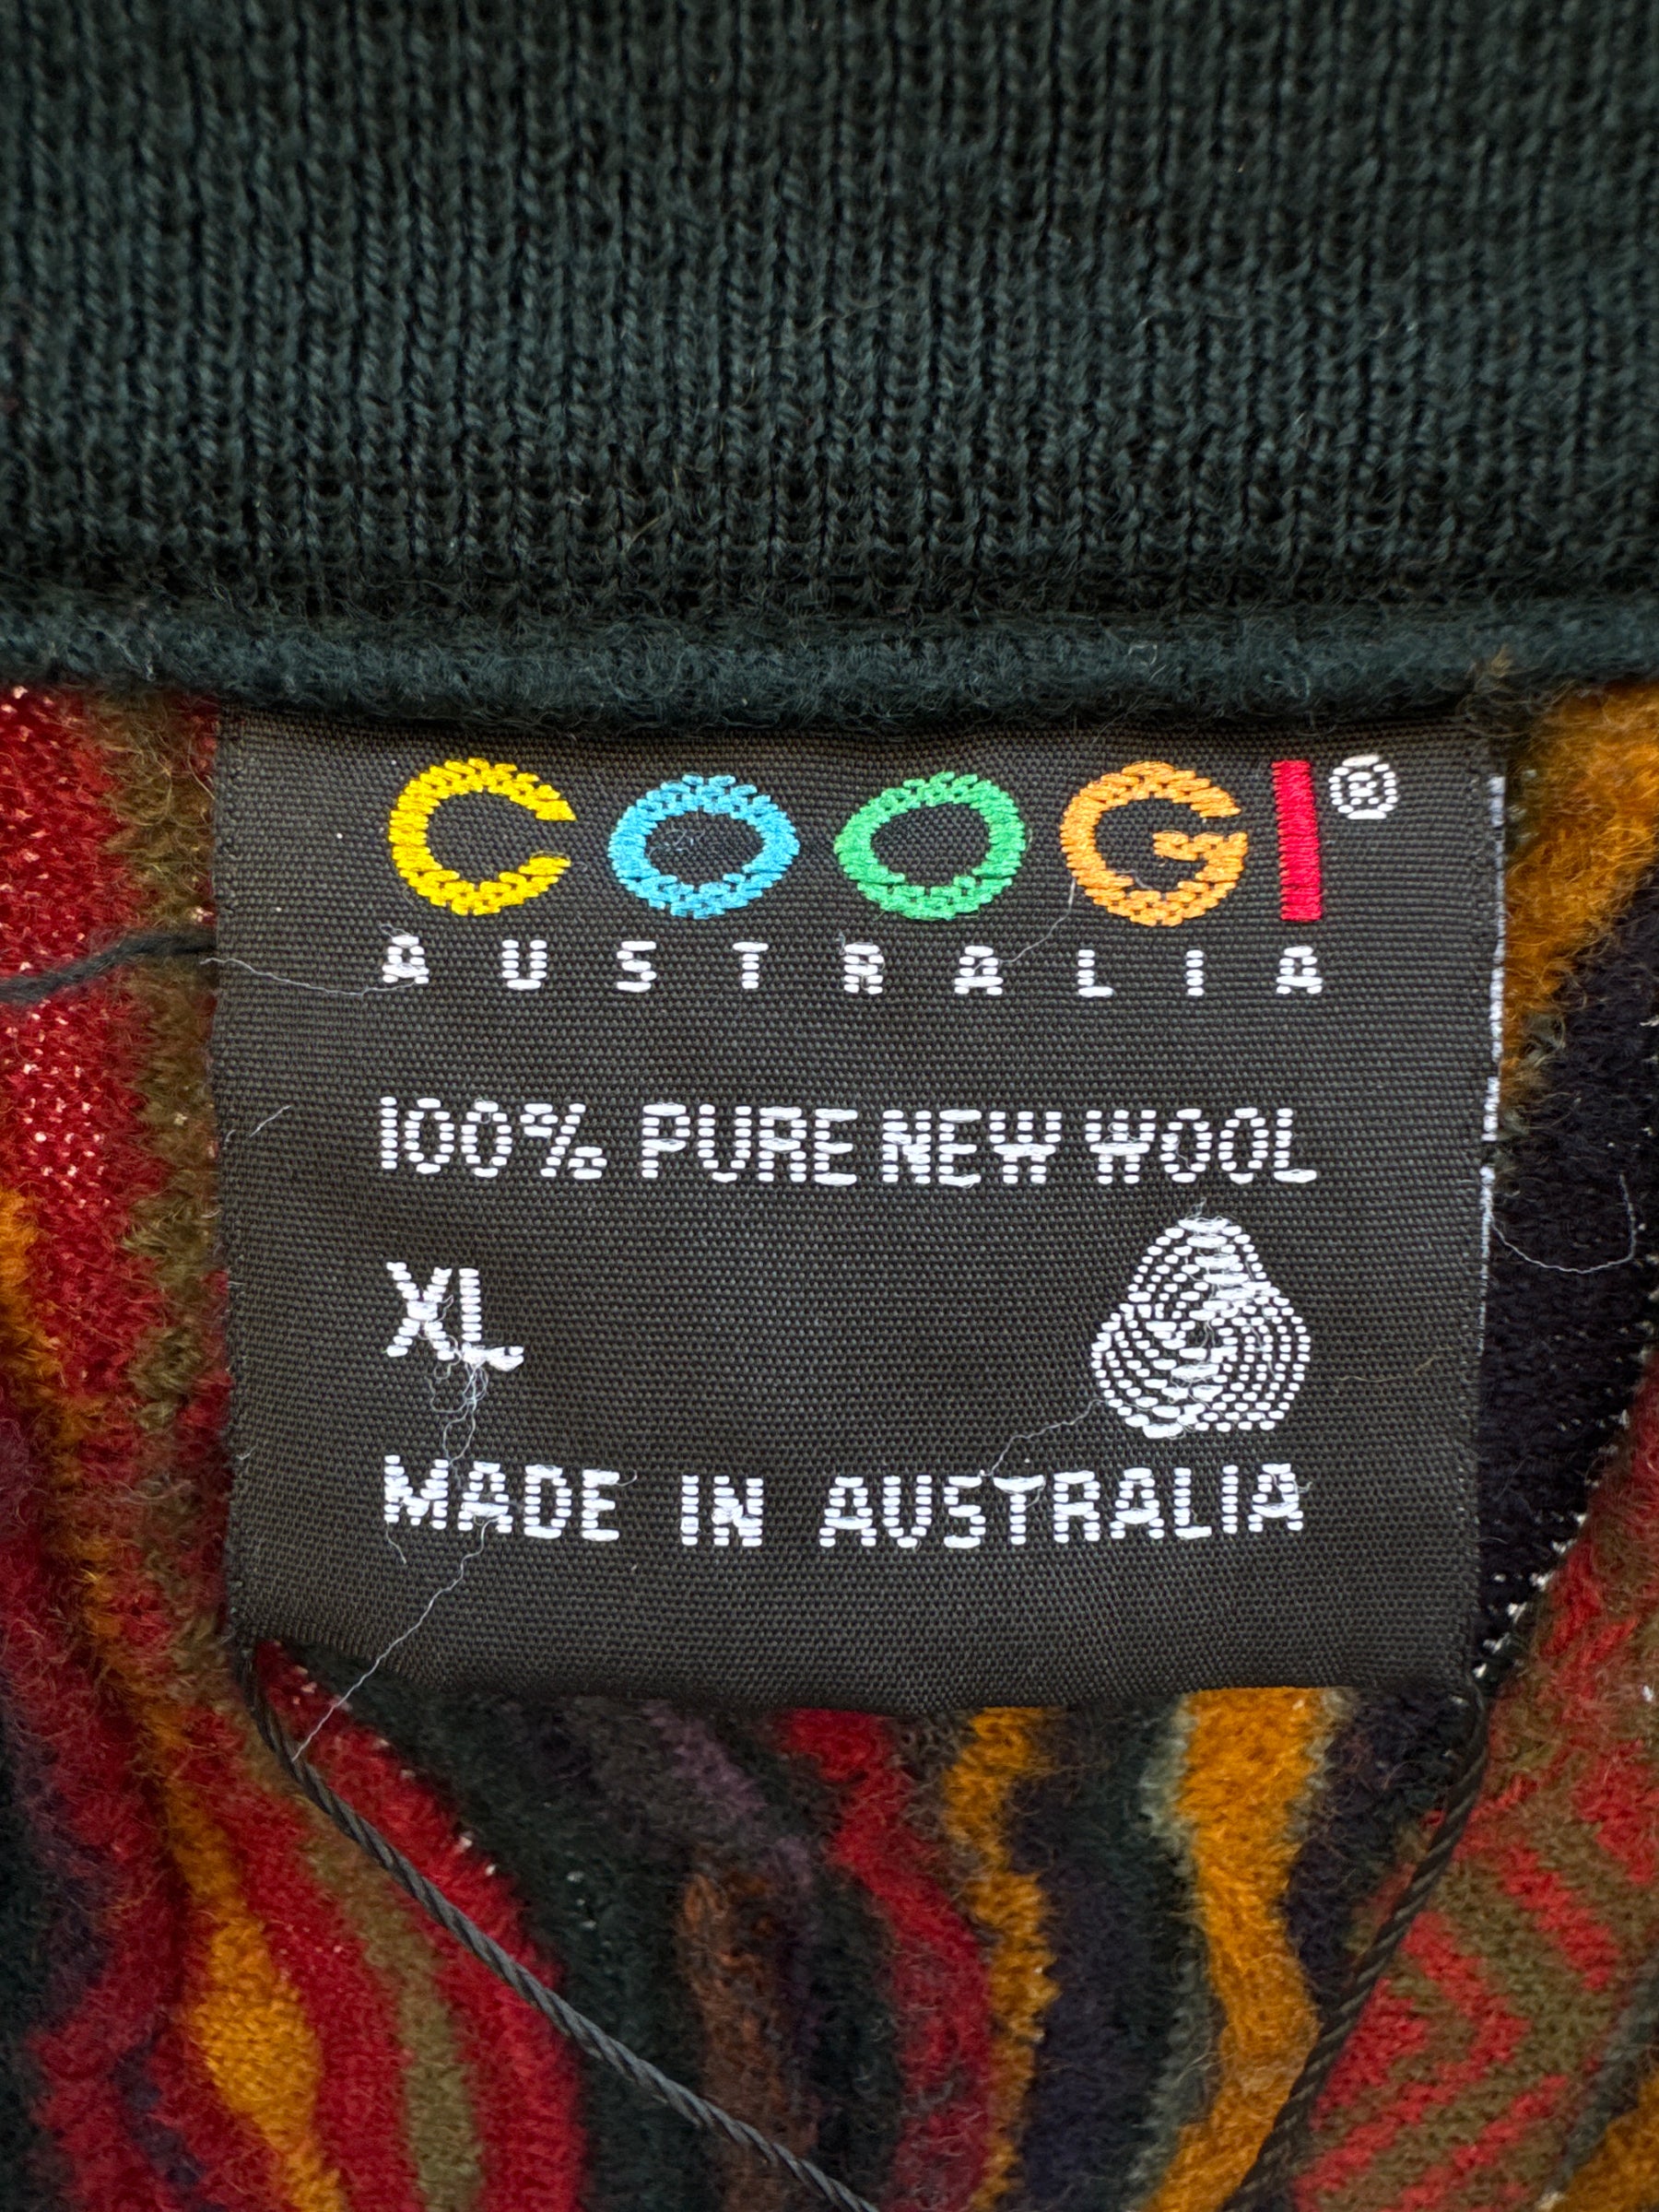 COOGI®
AUSTRALIA
100% PURE NEW WOOL
XL
MADE IN AUSTRALIA